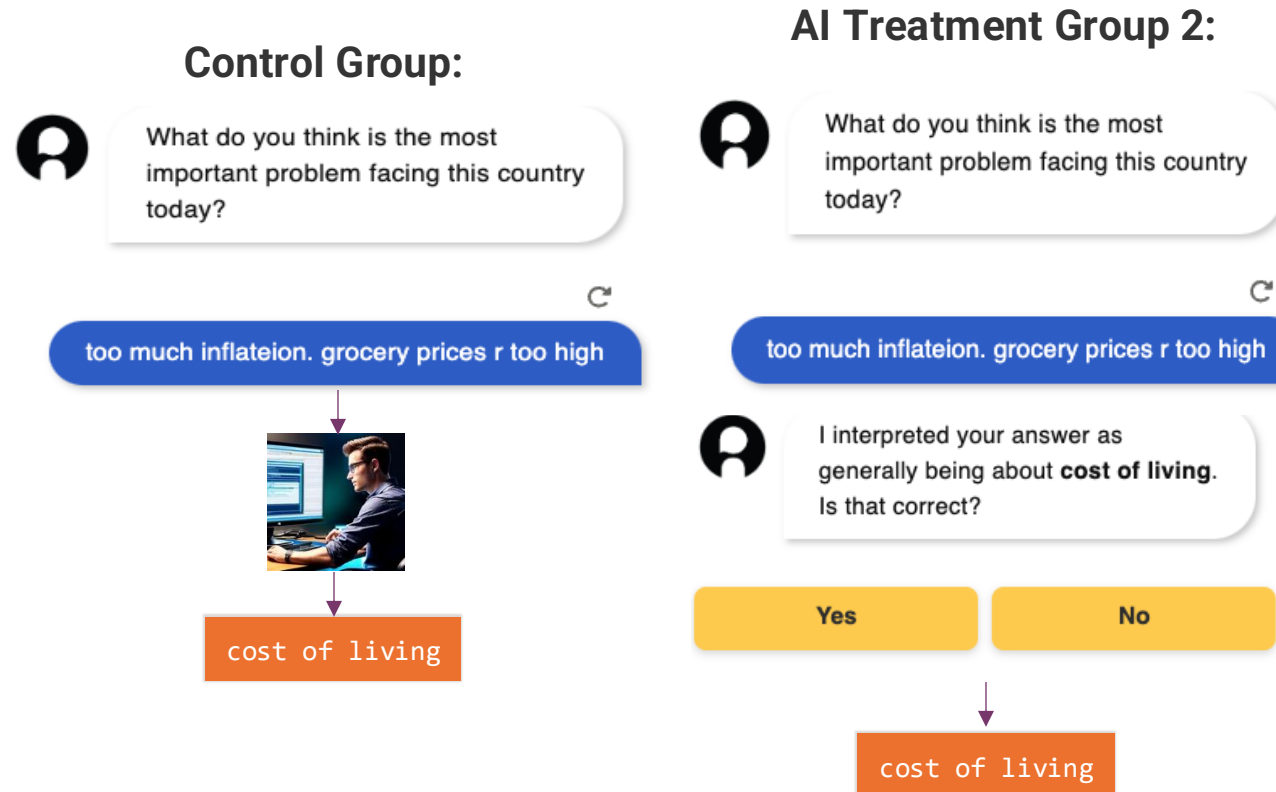 Control Group:
What do you think is the most
important problem facing this country
today?
too much inflateion. grocery prices r too high
cost of living
AI Treatment Group 2:
What do you think is the most
important problem facing this country
today?
too much inflateion. grocery prices r too high
I interpreted your answer as
generally being about cost of living.
Is that correct?
Yes
No
cost of living